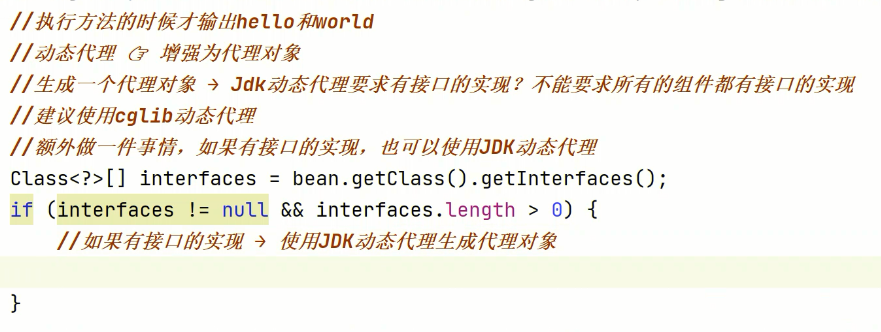 //执行方法的时候才输出hello和world
//动态代理 👉 增强为代理对象
//生成一个代理对象 → Jdk动态代理要求有接口的实现？不能要求所有的组件都有接口的实现
//建议使用cglib动态代理
//额外做一件事情，如果有接口的实现，也可以使用JDK动态代理
Class<?>[] interfaces = bean.getClass().getInterfaces();
if (interfaces != null && interfaces.length > 0) {
    //如果有接口的实现 → 使用JDK动态代理生成代理对象
}